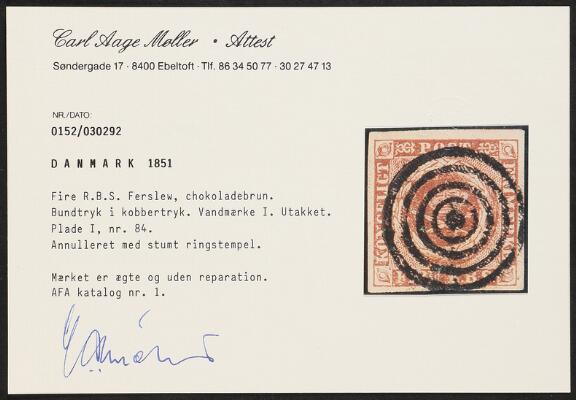 Carl Aage Møller • Attest
Søndergade 17 · 8400 Ebeltoft · Tlf. 86 34 50 77 · 30 27 47 13
NR./DATO:
0152/030292
DANMARK 1851
Fire R.B.S. Ferslew, chokoladebrun.
Bundtryk i kobbertryk. Vandmærke I. Utakket.
Plade I, nr. 84.
Annulleret med stumt ringstempel.
Mærket er ægte og uden reparation.
AFA katalog nr. 1.
POST